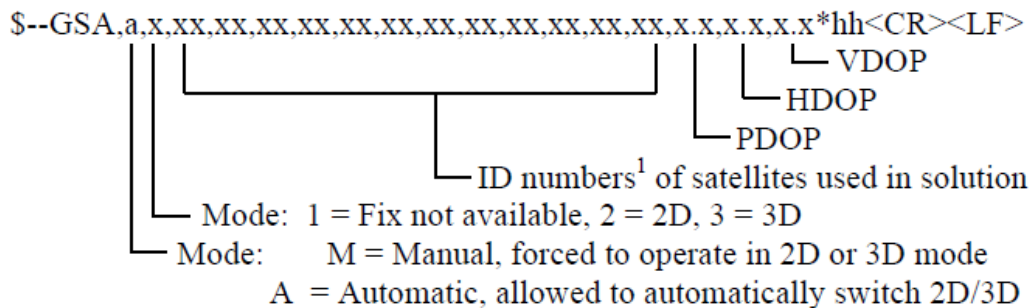 $--GSA,a,x,xx,xx,xx,xx,xx,xx,xx,xx,xx,xx,xx,xx,x.x,x.x,x.x*hh<CR><LF>
VDOP
HDOP
PDOP
ID numbers¹ of satellites used in solution
Mode: 1 = Fix not available, 2 = 2D, 3 = 3D
Mode: M = Manual, forced to operate in 2D or 3D mode
A = Automatic, allowed to automatically switch 2D/3D